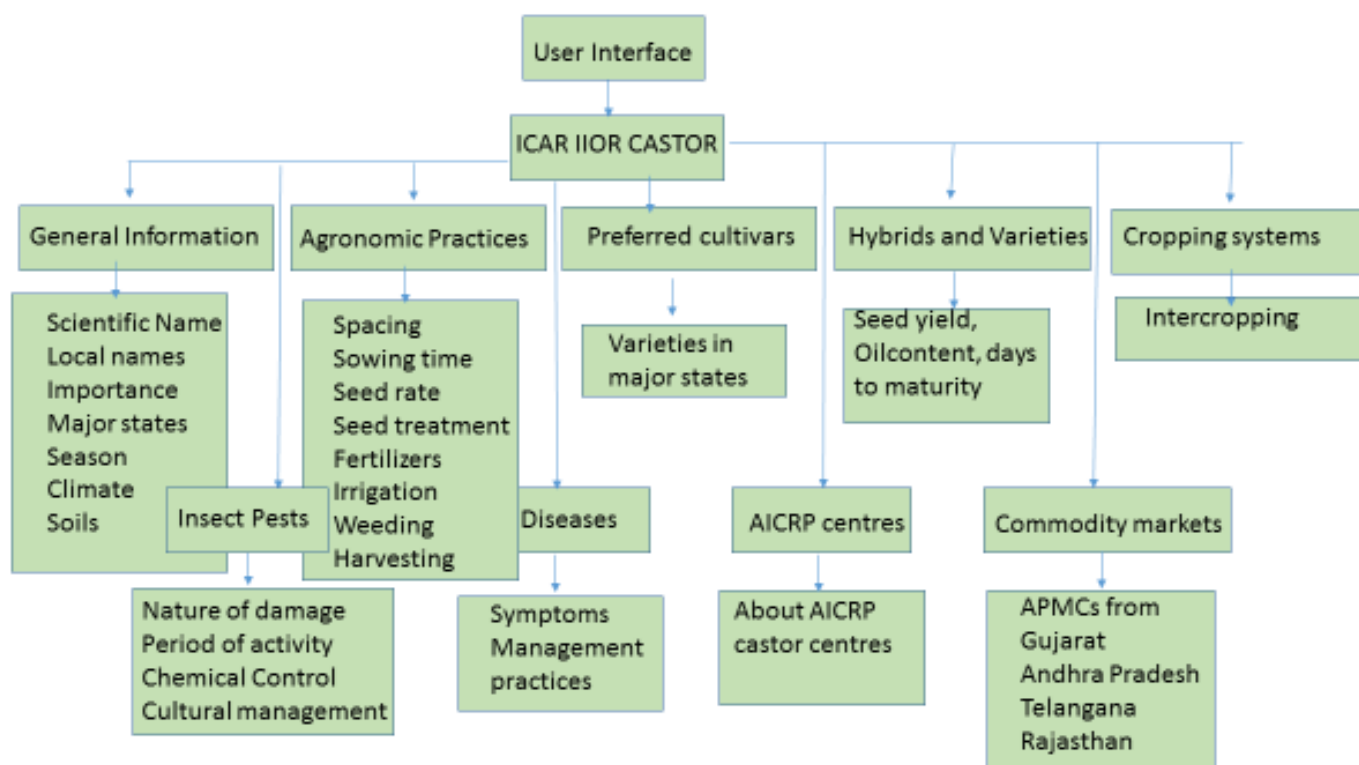 User Interface
ICAR IIOR CASTOR
General Information
Agronomic Practices
Preferred cultivars
Hybrids and Varieties
Cropping systems
Scientific Name
Local names
Importance
Major states
Season
Climate
Soils
Spacing
Sowing time
Seed rate
Seed treatment
Fertilizers
Irrigation
Weeding
Harvesting
Varieties in
major states
Seed yield,
Oilcontent, days
to maturity
Intercropping
Insect Pests
Diseases
AICRP centres
Commodity markets
Nature of damage
Period of activity
Chemical Control
Cultural management
Symptoms
Management
practices
About AICRP
castor centres
APMCs from
Gujarat
Andhra Pradesh
Telangana
Rajasthan